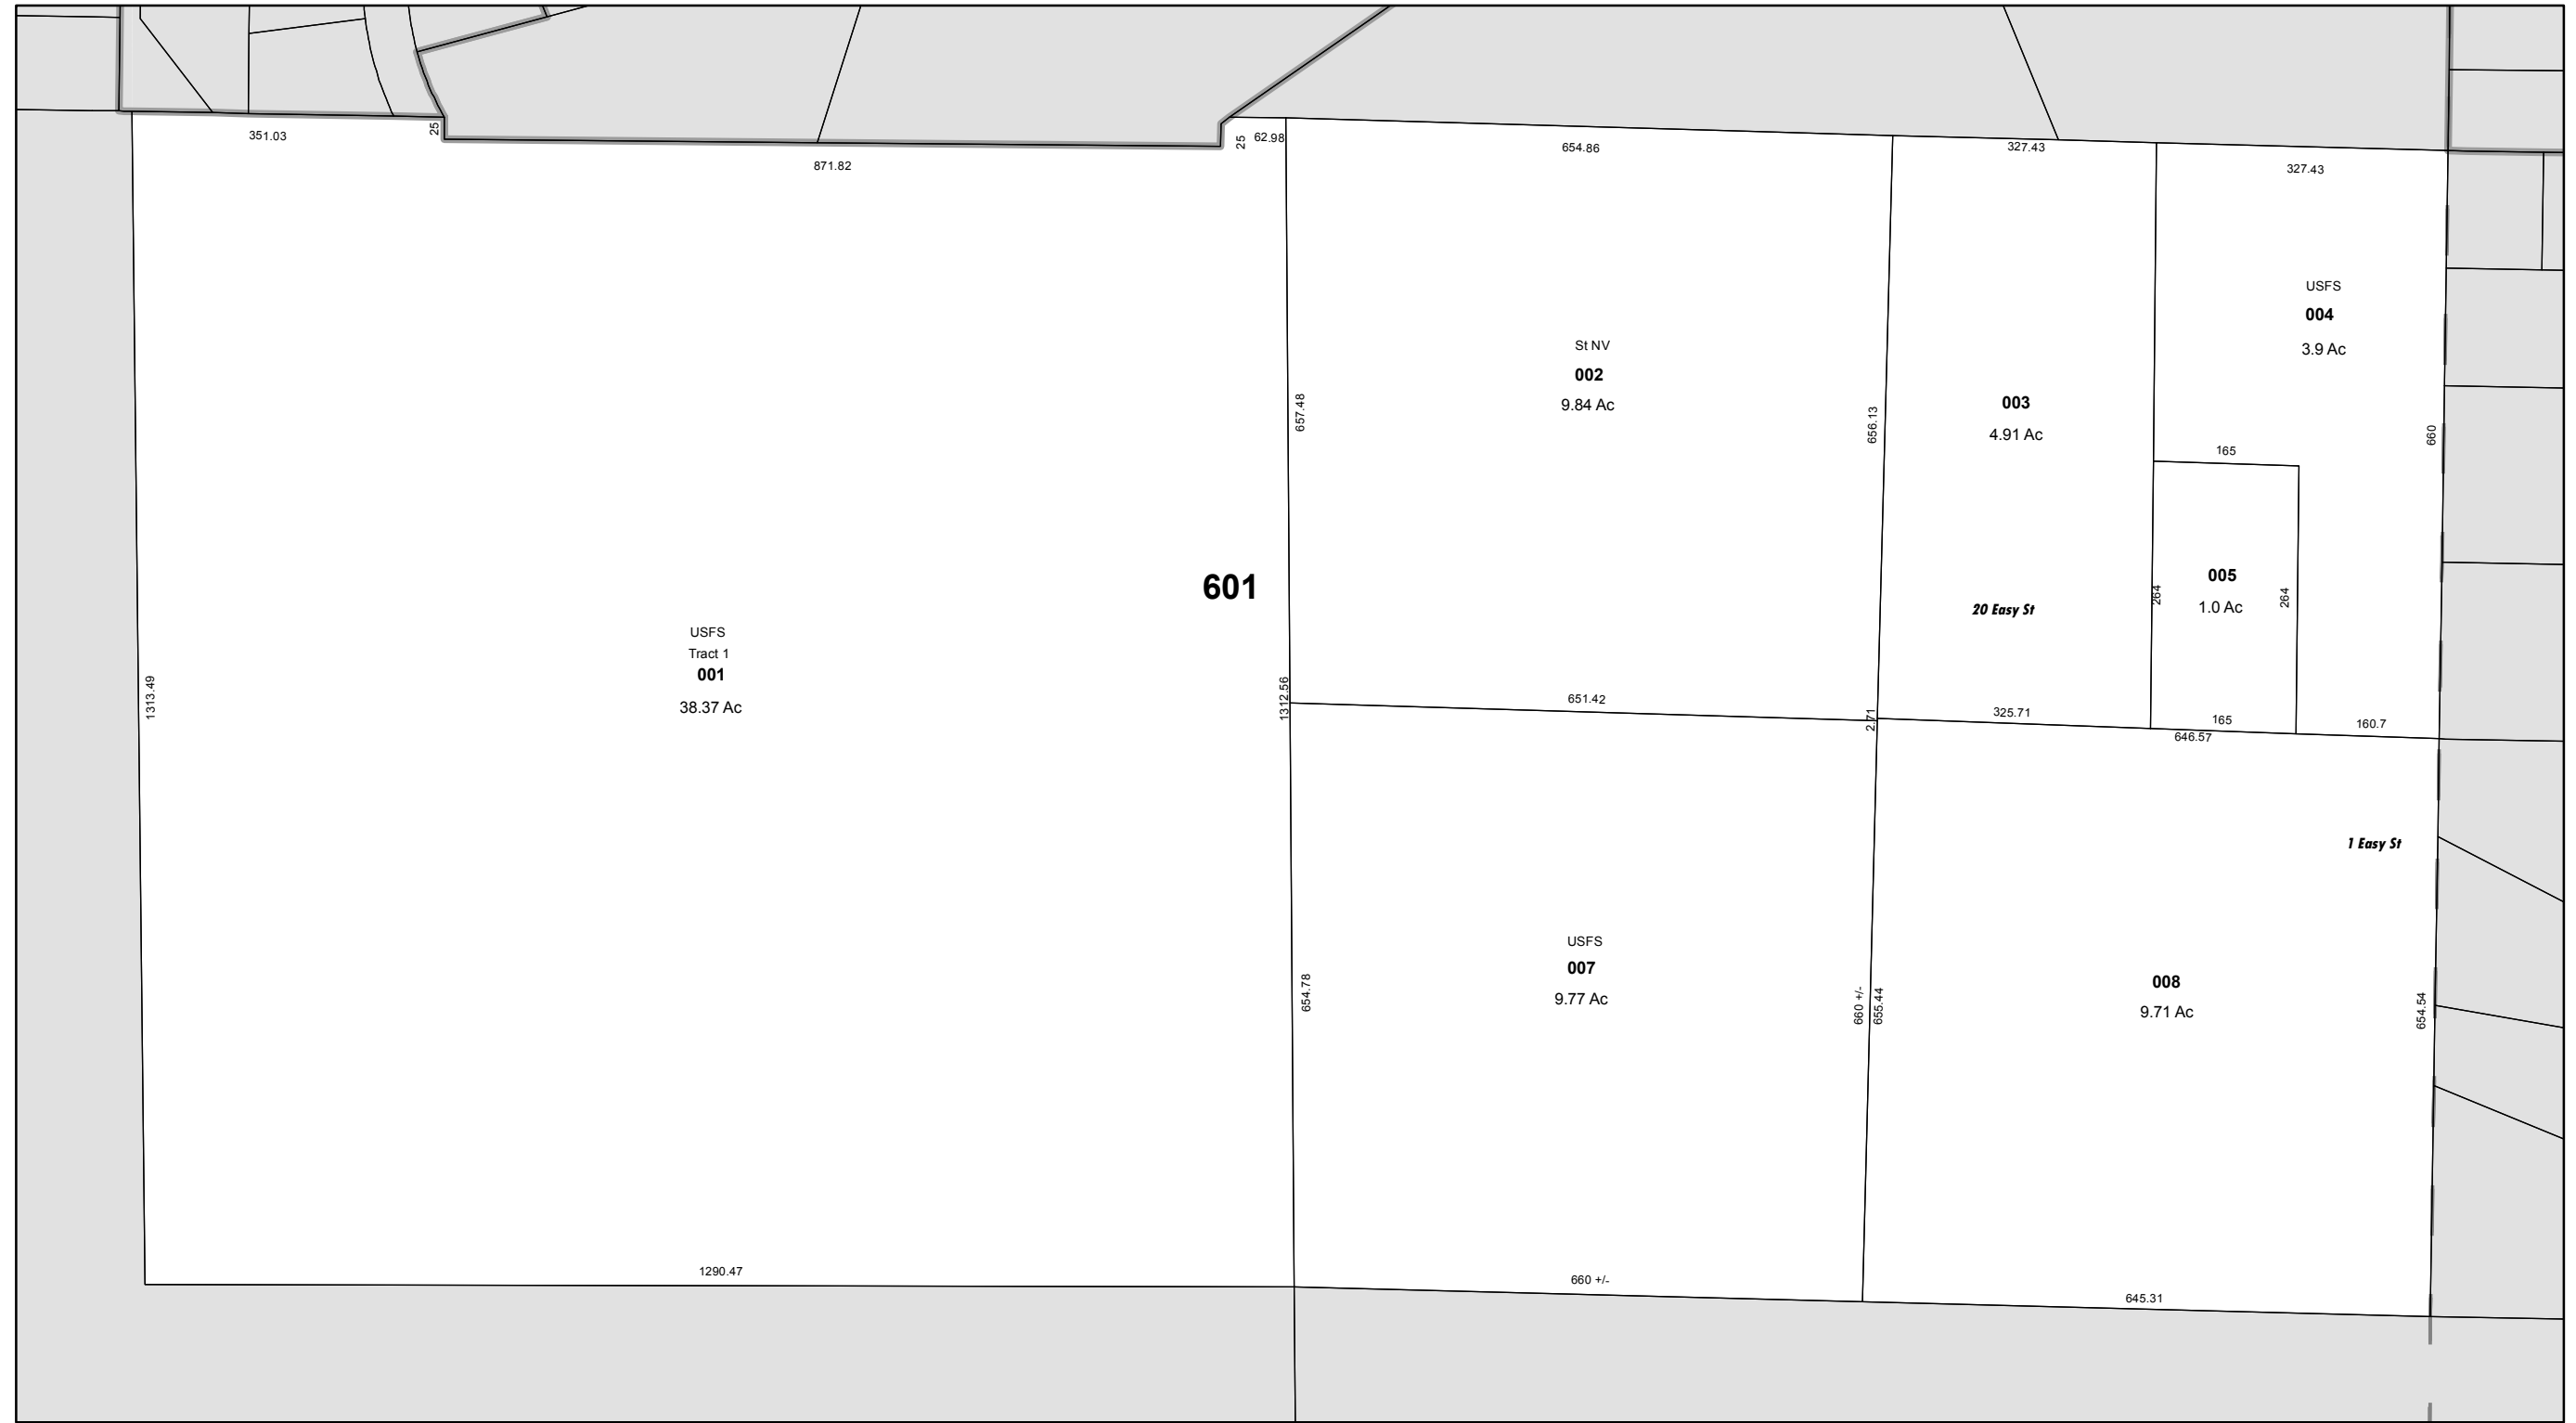 351.03
25
871.82
25
62.98
654.86
327.43
327.43
USFS
004
3.9 Ac
St NV
002
9.84 Ac
657.48
656.13
003
4.91 Ac
660
165
601
005
1.0 Ac
264
264
20 Easy St
USFS
Tract 1
001
38.37 Ac
1313.49
1312.56
651.42
2.71
325.71
165
160.7
646.57
1 Easy St
USFS
007
9.77 Ac
654.78
660 +/-
655.44
008
9.71 Ac
654.54
1290.47
660 +/-
645.31